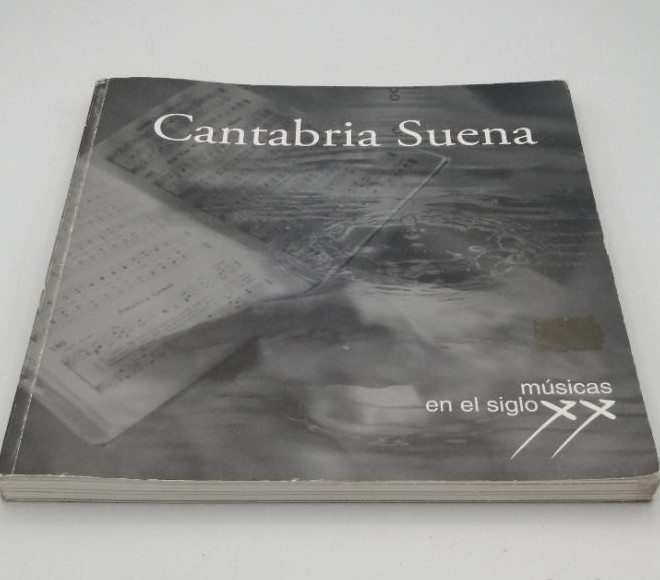 Cantabria Suena
músicas
en el siglo XX